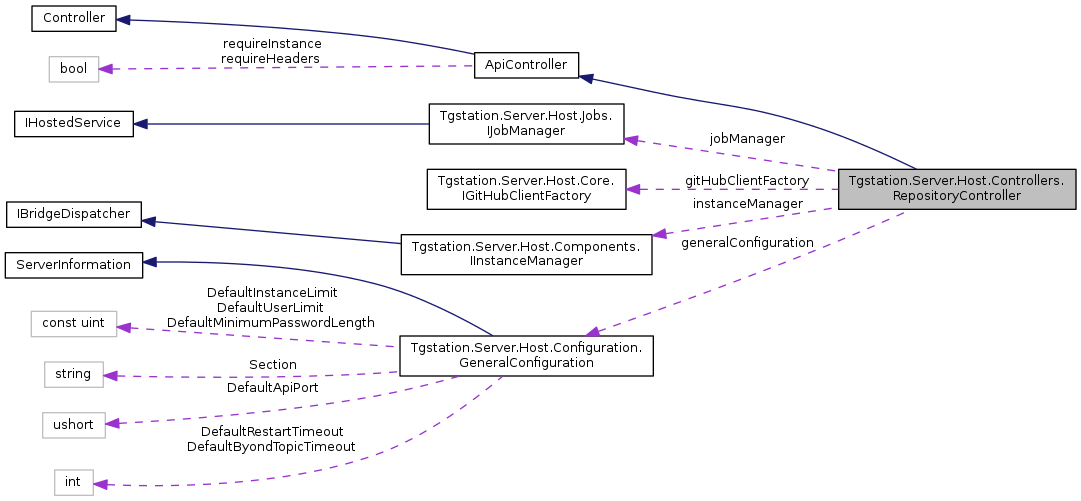 Controller
requireInstance
requireHeaders
bool
ApiController
IHostedService
Tgstation.Server.Host.Jobs.
IJobManager
jobManager
Tgstation.Server.Host.Core.
IGitHubClientFactory
gitHubClientFactory
Tgstation.Server.Host.Controllers.
RepositoryController
instanceManager
IBridgeDispatcher
Tgstation.Server.Host.Components.
IInstanceManager
generalConfiguration
ServerInformation
DefaultInstanceLimit
DefaultUserLimit
DefaultMinimumPasswordLength
const uint
Tgstation.Server.Host.Configuration.
GeneralConfiguration
Section
string
DefaultApiPort
ushort
DefaultRestartTimeout
DefaultByondTopicTimeout
int